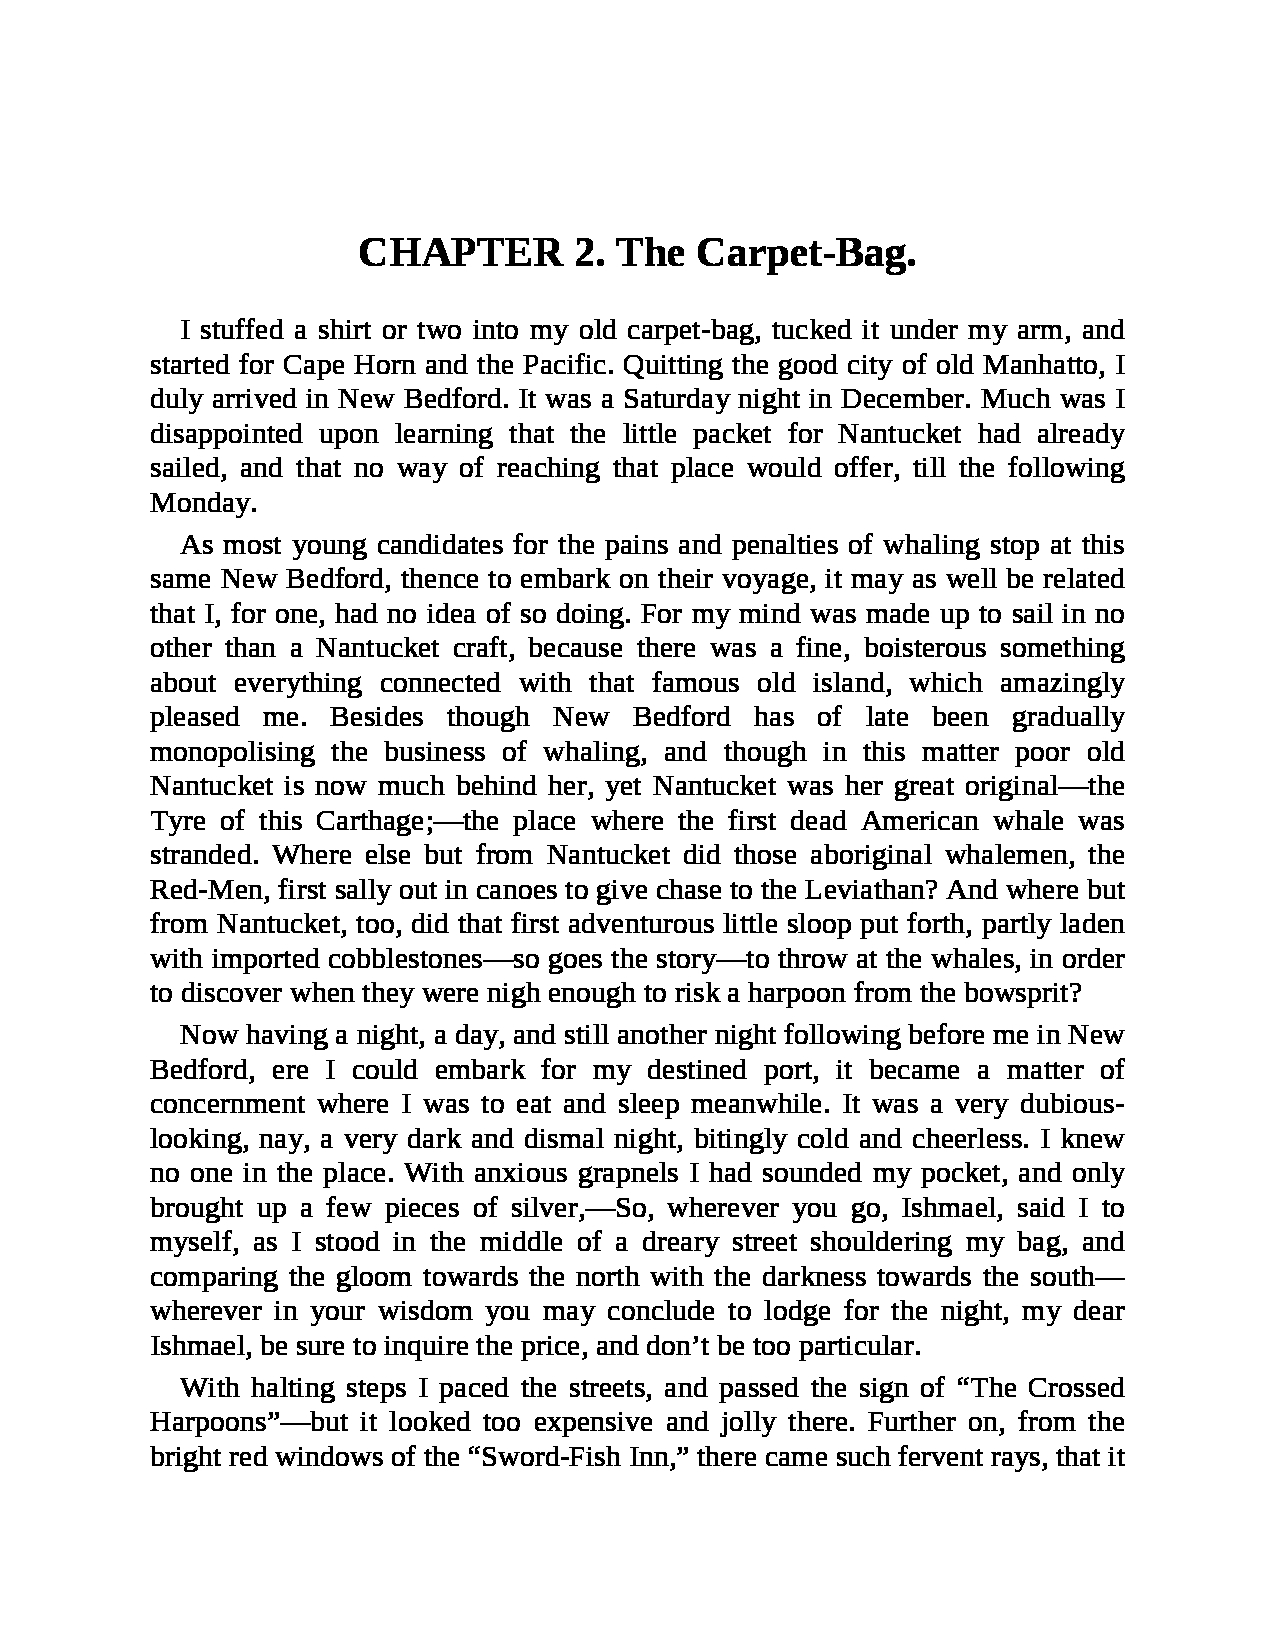 CHAPTER 2. The Carpet-Bag.
I stuffed a shirt or two into my old carpet-bag, tucked it under my arm, and
started for Cape Horn and the Pacific. Quitting the good city of old Manhatto, I
duly arrived in New Bedford. It was a Saturday night in December. Much was I
disappointed upon learning that the little packet for Nantucket had already
sailed, and that no way of reaching that place would offer, till the following
Monday.
As most young candidates for the pains and penalties of whaling stop at this
same New Bedford, thence to embark on their voyage, it may as well be related
that I, for one, had no idea of so doing. For my mind was made up to sail in no
other than a Nantucket craft, because there was a fine, boisterous something
about everything connected with that famous old island, which amazingly
pleased me. Besides though New Bedford has of late been gradually
monopolising the business of whaling, and though in this matter poor old
Nantucket is now much behind her, yet Nantucket was her great original—the
Tyre of this Carthage;—the place where the first dead American whale was
stranded. Where else but from Nantucket did those aboriginal whalemen, the
Red-Men, first sally out in canoes to give chase to the Leviathan? And where but
from Nantucket, too, did that first adventurous little sloop put forth, partly laden
with imported cobblestones—so goes the story—to throw at the whales, in order
to discover when they were nigh enough to risk a harpoon from the bowsprit?
Now having a night, a day, and still another night following before me in New
Bedford, ere I could embark for my destined port, it became a matter of
concernment where I was to eat and sleep meanwhile. It was a very dubious-
looking, nay, a very dark and dismal night, bitingly cold and cheerless. I knew
no one in the place. With anxious grapnels I had sounded my pocket, and only
brought up a few pieces of silver,—So, wherever you go, Ishmael, said I to
myself, as I stood in the middle of a dreary street shouldering my bag, and
comparing the gloom towards the north with the darkness towards the south—
wherever in your wisdom you may conclude to lodge for the night, my dear
Ishmael, be sure to inquire the price, and don’t be too particular.
With halting steps I paced the streets, and passed the sign of “The Crossed
Harpoons”—but it looked too expensive and jolly there. Further on, from the
bright red windows of the “Sword-Fish Inn,” there came such fervent rays, that it